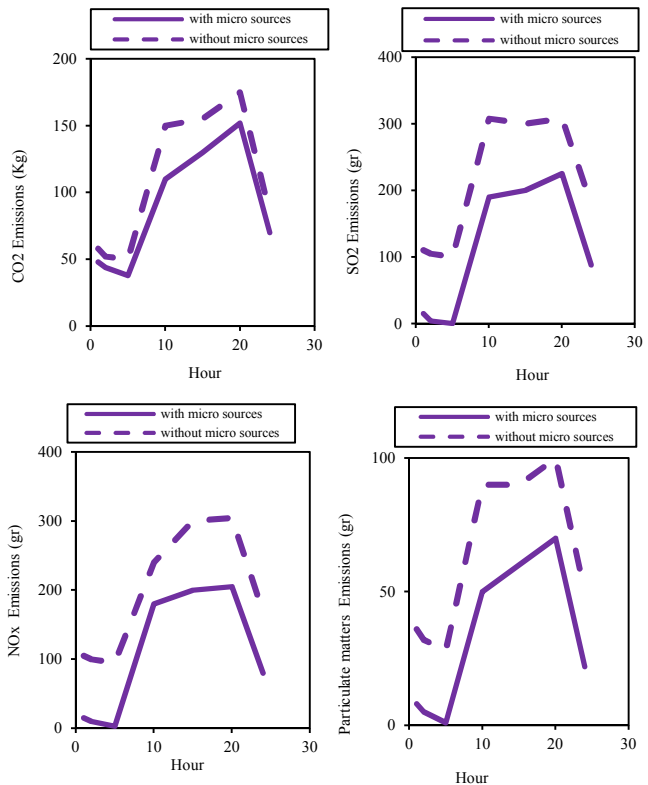 with micro sources
without micro sources
200
150
100
50
0
0
10
20
30
CO2 Emissions (Kg)
Hour
with micro sources
without micro sources
400
300
200
100
0
0
10
20
30
SO2 Emissions (gr)
Hour
with micro sources
without micro sources
400
300
200
100
0
0
10
20
30
NOx Emissions (gr)
Hour
with micro sources
without micro sources
100
50
0
0
10
20
30
Particulate matters Emissions (gr)
Hour